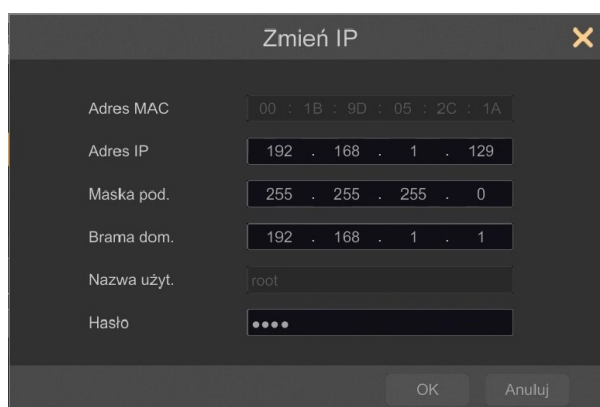 Zmień IP
Adres MAC 00 : 1B : 9D : 05 : 2C : 1A
Adres IP 192 . 168 . 1 . 129
Maska pod. 255 . 255 . 255 . 0
Brama dom. 192 . 168 . 1 . 1
Nazwa użyt. root
Hasło ●●●●
OK Anuluj